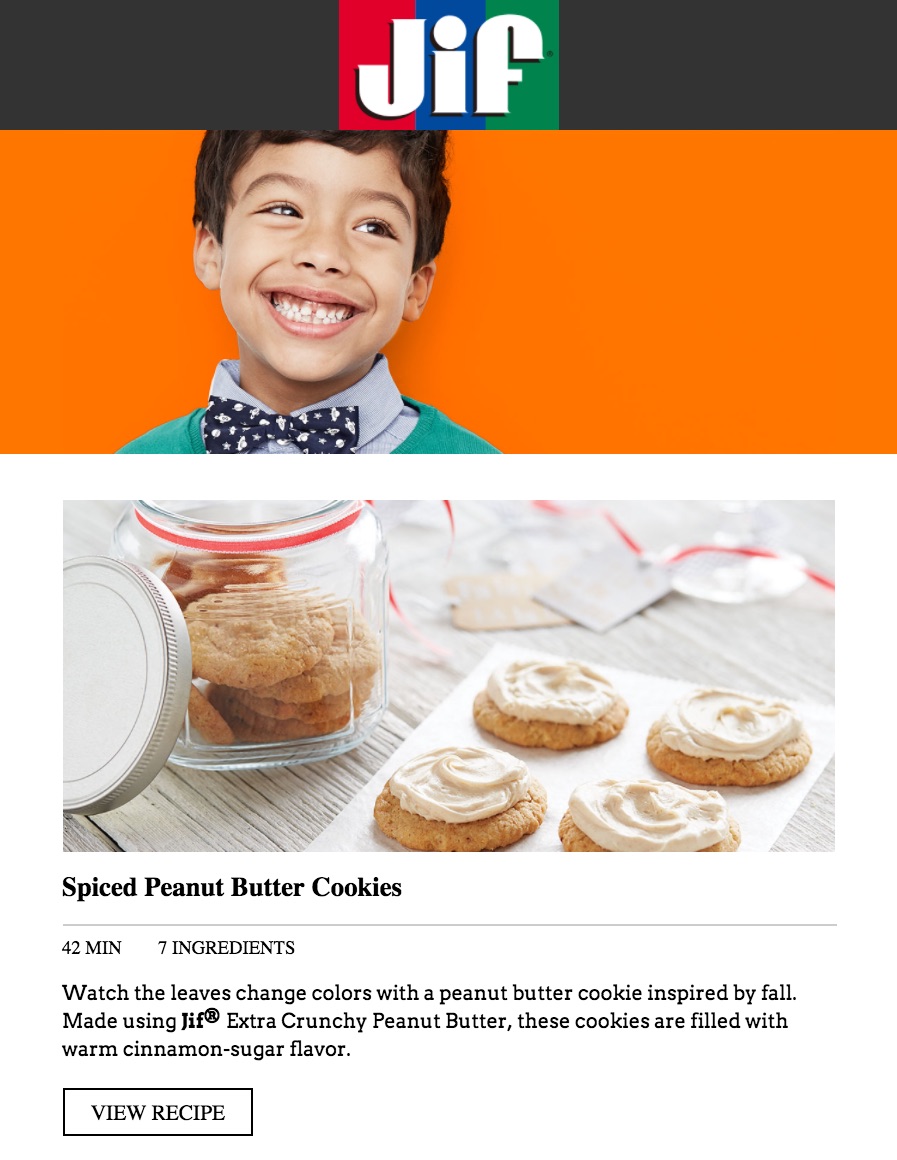 Jif®
Spiced Peanut Butter Cookies
42 MIN 7 INGREDIENTS
Watch the leaves change colors with a peanut butter cookie inspired by fall.
Made using Jif® Extra Crunchy Peanut Butter, these cookies are filled with
warm cinnamon-sugar flavor.
VIEW RECIPE